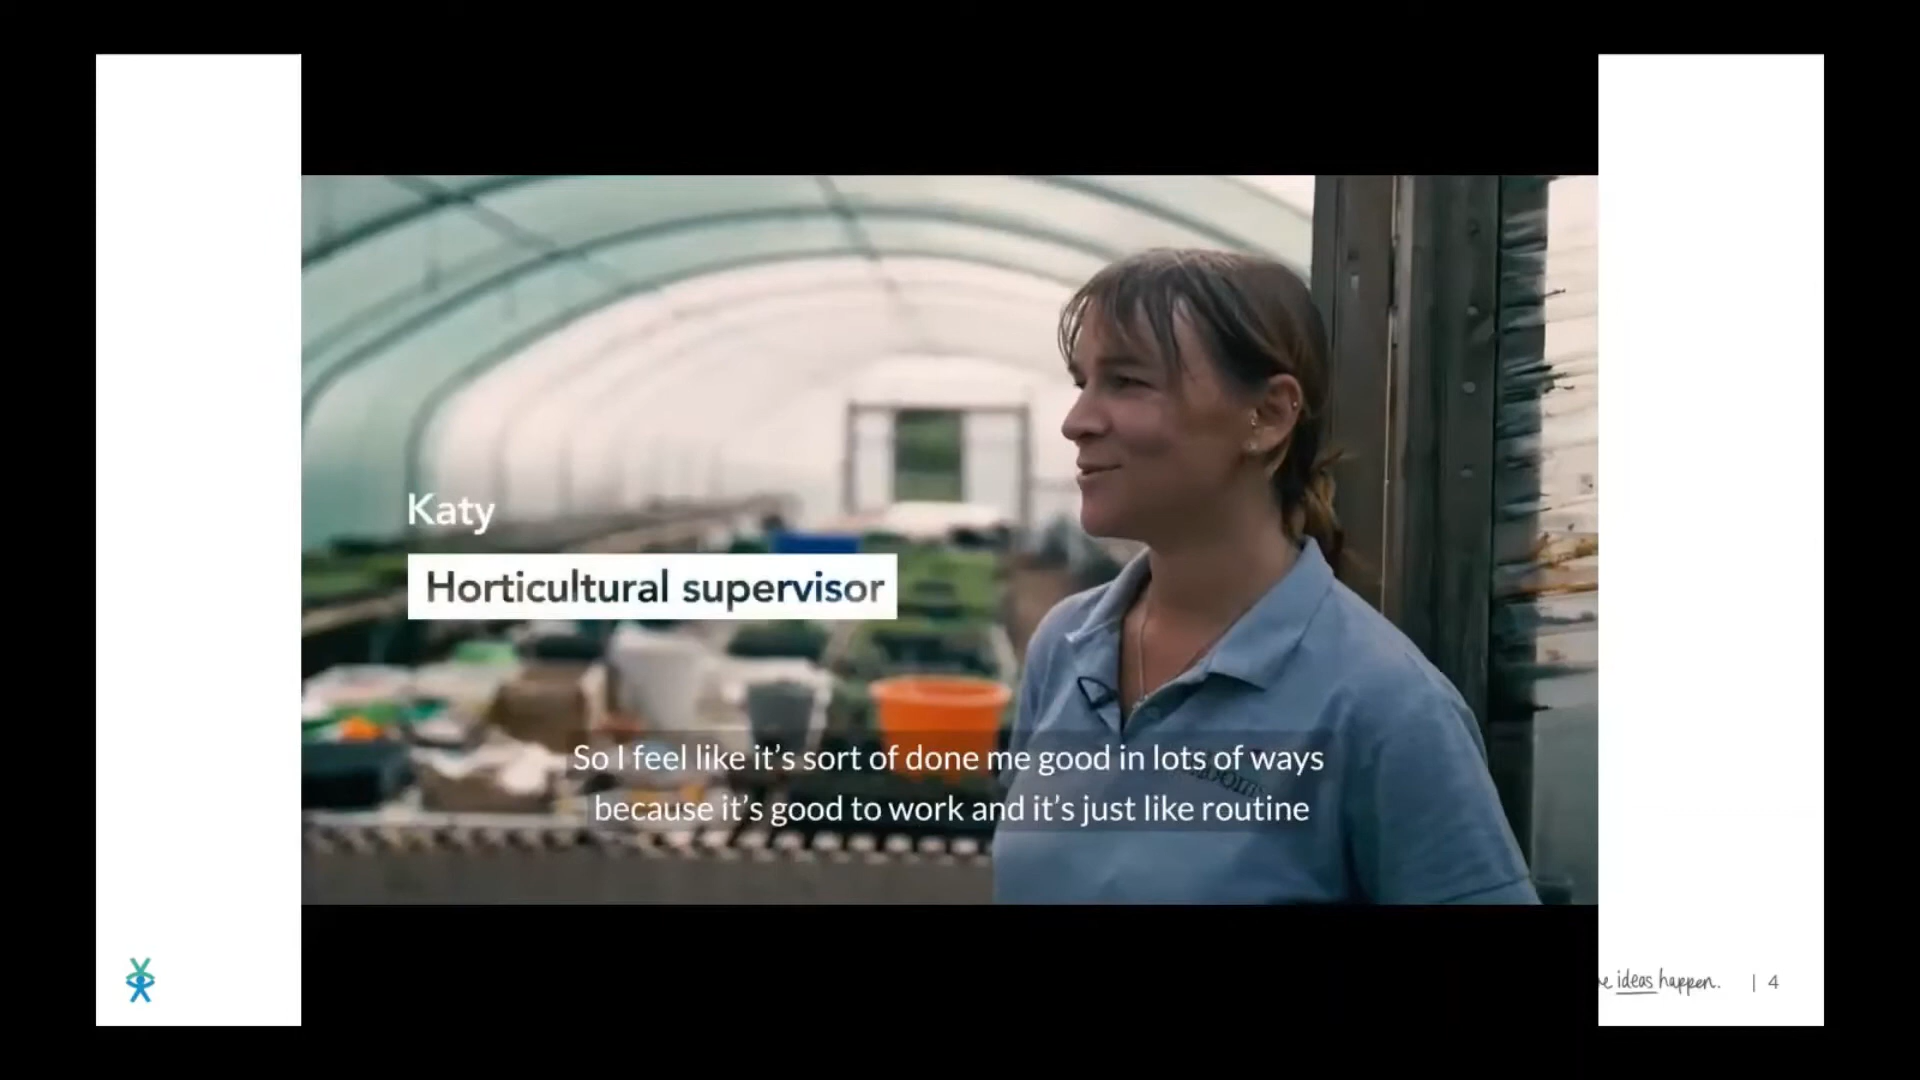 Katy
Horticultural supervisor
So I feel like it's sort of done me good in lots of ways
because it's good to work and it's just like routine
ideas happen.
| 4